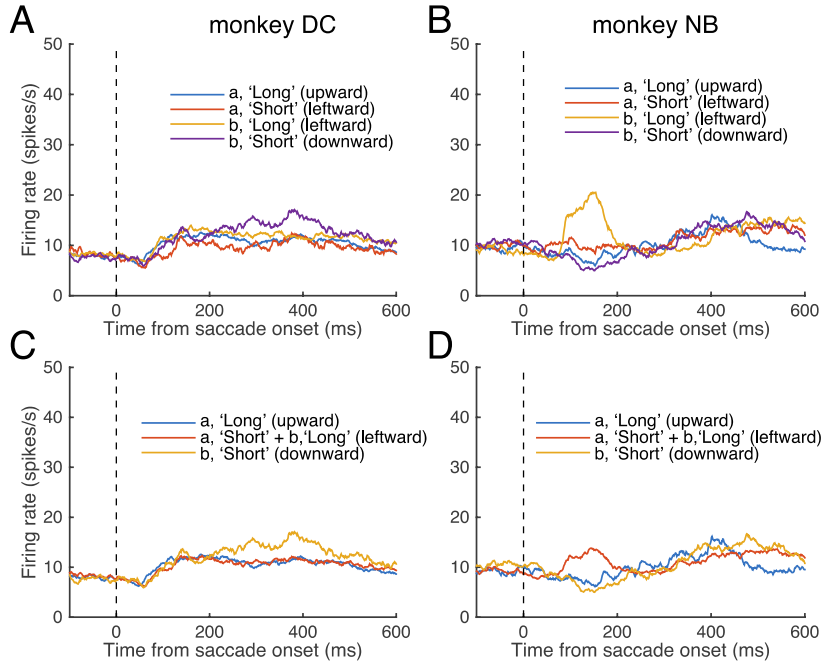 A
monkey DC
50
40
30
20
10
0
Firing rate (spikes/s)
a, ‘Long’ (upward)
a, ‘Short’ (leftward)
b, ‘Long’ (leftward)
b, ‘Short’ (downward)
0
200
400
600
Time from saccade onset (ms)
B
monkey NB
50
40
30
20
10
0
a, ‘Long’ (upward)
a, ‘Short’ (leftward)
b, ‘Long’ (leftward)
b, ‘Short’ (downward)
0
200
400
600
Time from saccade onset (ms)
C
50
40
30
20
10
0
Firing rate (spikes/s)
a, ‘Long’ (upward)
a, ‘Short’ + b,‘Long’ (leftward)
b, ‘Short’ (downward)
0
200
400
600
Time from saccade onset (ms)
D
50
40
30
20
10
0
a, ‘Long’ (upward)
a, ‘Short’ + b,‘Long’ (leftward)
b, ‘Short’ (downward)
0
200
400
600
Time from saccade onset (ms)